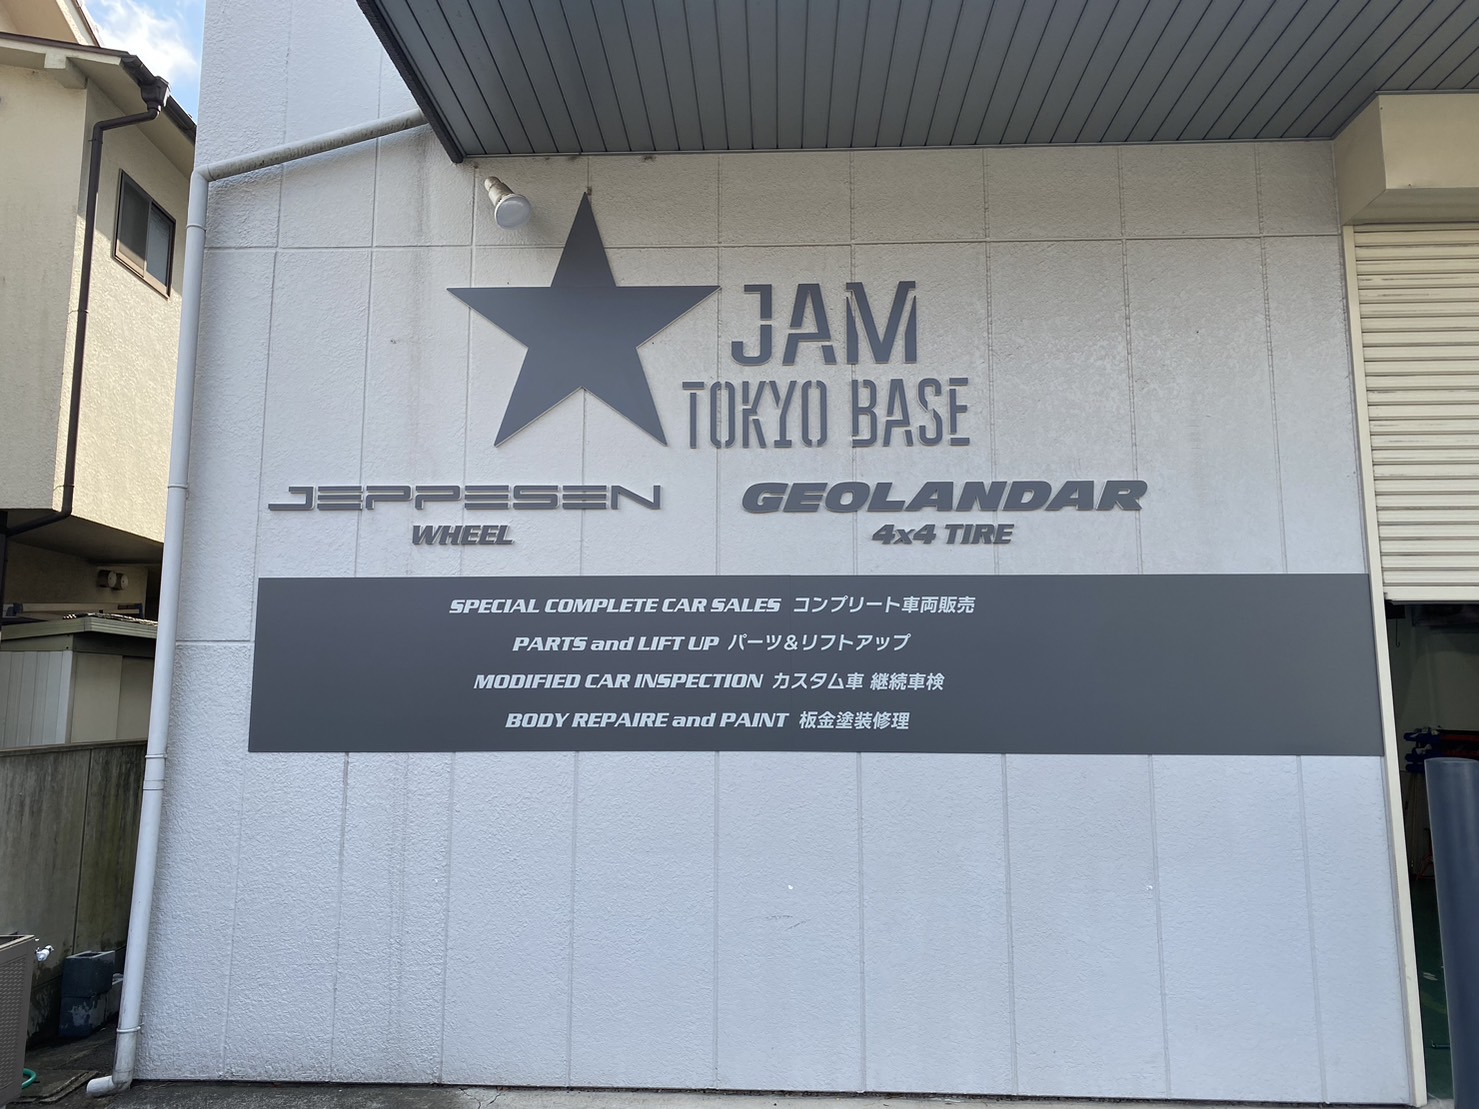 JAM
TOKYO BASE
JEPPESEN
WHEEL
GEOLANDAR
4x4 TIRE
SPECIAL COMPLETE CAR SALES コンプリート車両販売
PARTS and LIFT UP パーツ&リフトアップ
MODIFIED CAR INSPECTION カスタム車 継続車検
BODY REPAIRE and PAINT 板金塗装修理